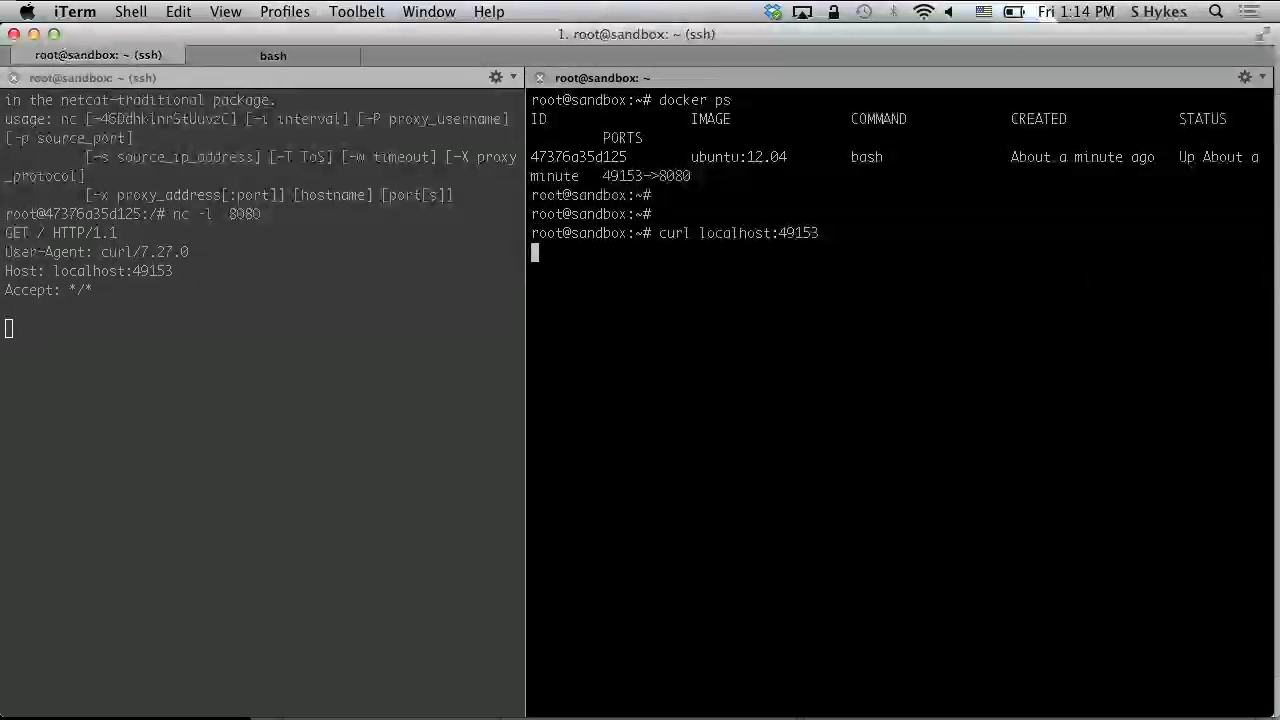 iTerm Shell Edit View Profiles Toolbelt Window Help Fri 1:14 PM S Hykes
1. root@sandbox: ~ (ssh)
root@sandbox: ~ (ssh) bash
root@sandbox: ~ (ssh)
in the netcat-traditional package.
usage: nc [-46DdhklnrStUuvzC] [-i interval] [-P proxy_username]
[-p source_port]
[-s source_ip_address] [-T ToS] [-w timeout] [-X proxy
_protocol]
[-x proxy_address[:port]] [hostname] [port[s]]
root@47376a35d125:/# nc -l 8080
GET / HTTP/1.1
User-Agent: curl/7.27.0
Host: localhost:49153
Accept: */*
root@sandbox: ~
root@sandbox:~# docker ps
ID IMAGE COMMAND CREATED STATUS
PORTS
47376a35d125 ubuntu:12.04 bash About a minute ago Up About a
minute 49153->8080
root@sandbox:~#
root@sandbox:~#
root@sandbox:~# curl localhost:49153